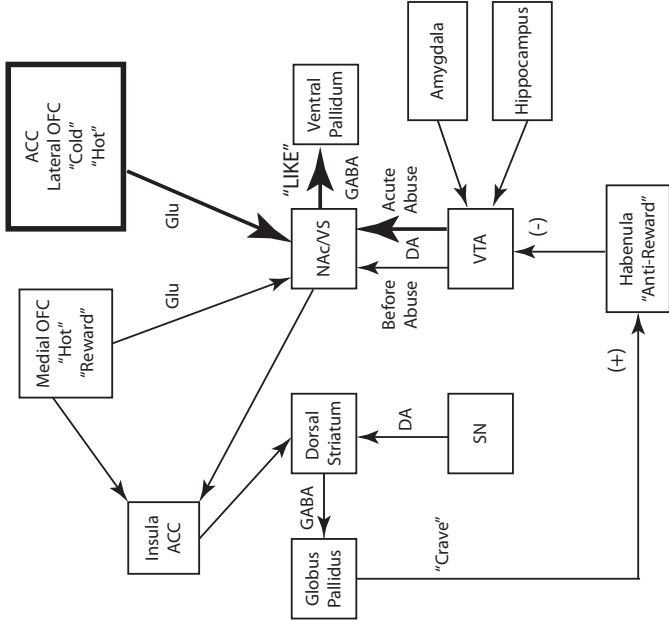 ACC
Lateral OFC
“Cold”
“Hot”
Medial OFC
“Hot”
“Reward”
Glu
Glu
Insula
ACC
“LIKE”
GABA
Ventral
Pallidum
NAc/VS
Before
Abuse
DA
Acute
Abuse
Amygdala
Hippocampus
VTA
(-)
Habenula
“Anti-Reward”
(+)
Dorsal
Striatum
DA
SN
GABA
Globus
Pallidus
“Crave”